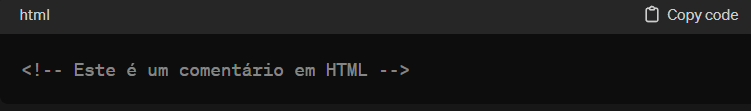 html
Copy code
<!-- Este é um comentário em HTML -->